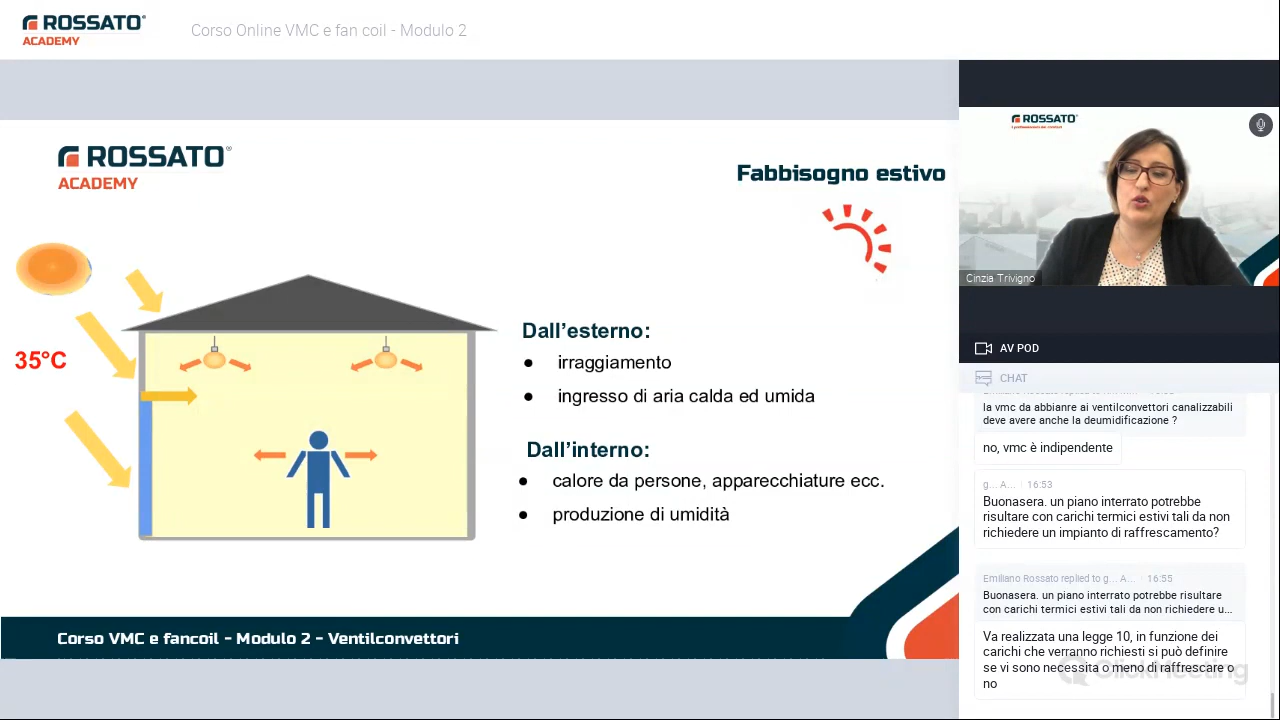 ROSSATO®
ACADEMY
Corso Online VMC e fan coil - Modulo 2
ROSSATO®
ACADEMY
Fabbisogno estivo
35°C
Dall'esterno:
● irraggiamento
● ingresso di aria calda ed umida
Dall'interno:
● calore da persone, apparecchiature ecc.
● produzione di umidità
Corso VMC e fancoil - Modulo 2 - Ventilconvettori
ROSSATO
Cinzia Trivigno
AV POD
CHAT
la vmc da abbianre ai ventilconvettori canalizzabili
deve avere anche la deumidificazione ?
no, vmc è indipendente
g... A... 16:53
Buonasera. un piano interrato potrebbe
risultare con carichi termici estivi tali da non
richiedere un impianto di raffrescamento?
Emiliano Rossato replied to g... A... 16:55
Buonasera. un piano interrato potrebbe risultare
con carichi termici estivi tali da non richiedere u...
Va realizzata una legge 10, in funzione dei
carichi che verranno richiesti si può definire
se vi sono necessita o meno di raffrescare o
no
ClickMeeting